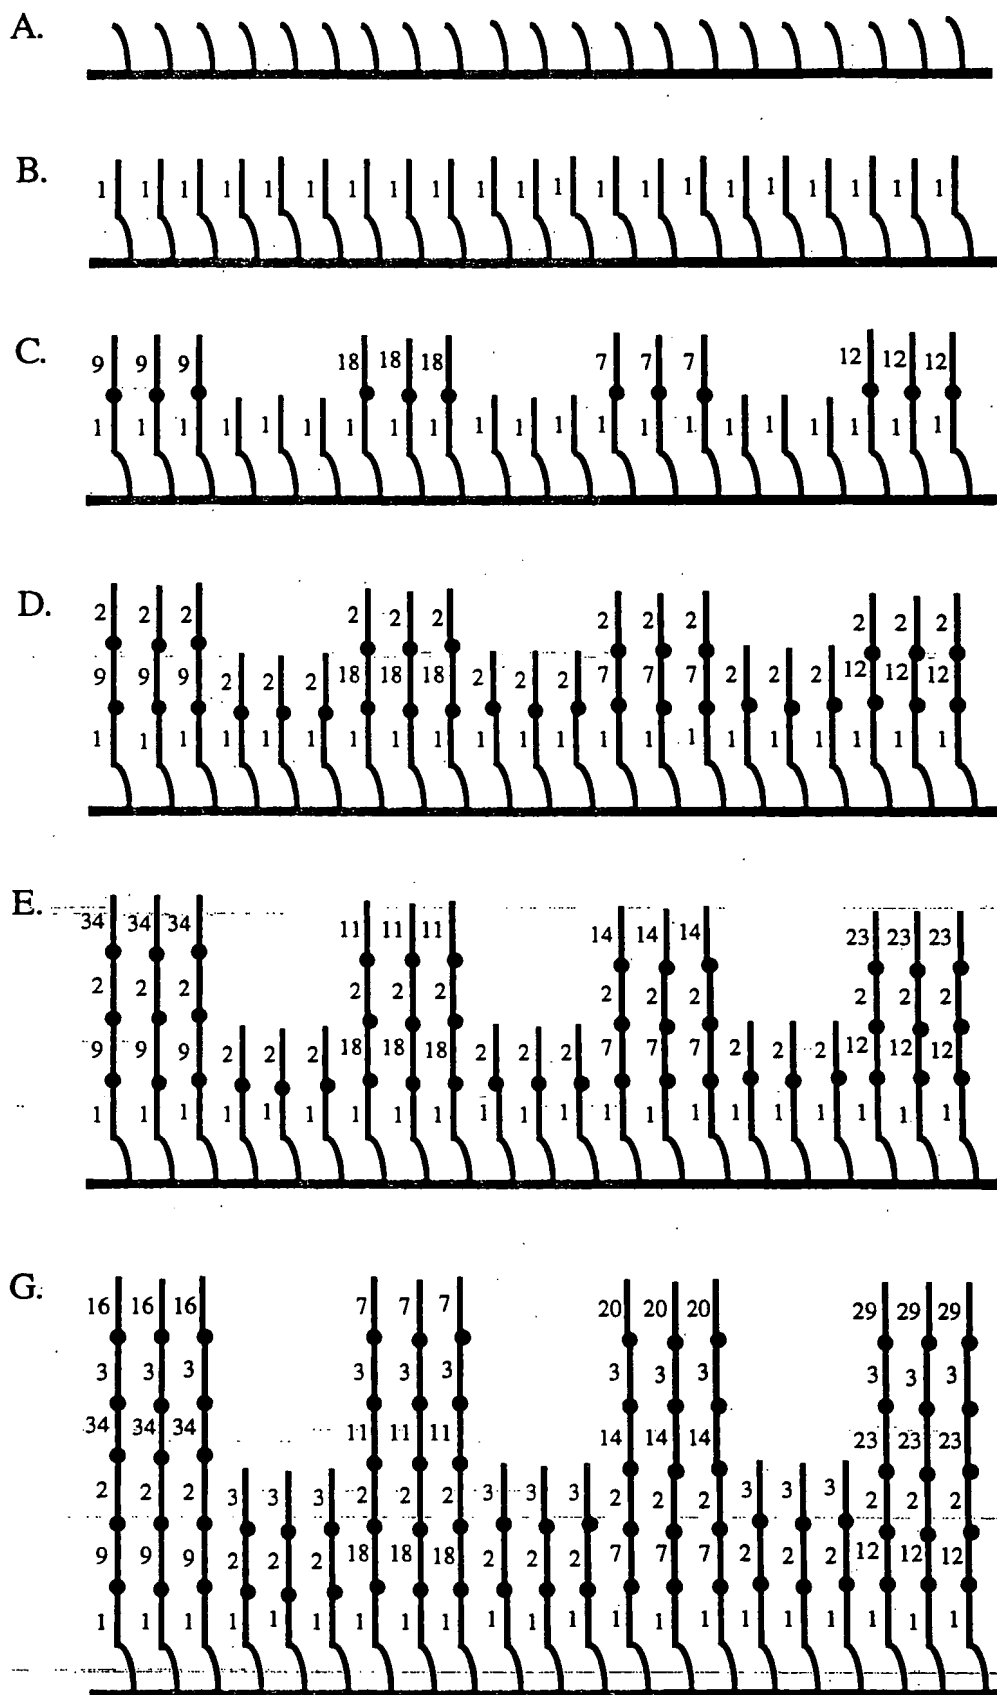 A.
B.
1 1 1 1 1 1 1 1 1 1 1 1 1 1 1 1 1 1 1 1 1
C.
9 9 9 18 18 18 7 7 7 12 12 12
1 1 1 1 1 1 1 1 1 1 1 1 1 1 1 1 1 1 1 1 1
D.
2 2 2 2 2 2 2 2 2 2 2 2
9 9 9 2 2 2 18 18 18 2 2 2 7 7 7 2 2 2 12 12 12
1 1 1 1 1 1 1 1 1 1 1 1 1 1 1 1 1 1 1 1 1
E.
34 34 34 11 11 11 14 14 14 23 23 23
2 2 2 2 2 2 2 2 2 2 2 2
9 9 9 2 2 2 18 18 18 2 2 2 7 7 7 2 2 2 12 12 12
1 1 1 1 1 1 1 1 1 1 1 1 1 1 1 1 1 1 1 1 1
G.
16 16 16 7 7 7 20 20 20 29 29 29
3 3 3 3 3 3 3 3 3 3 3 3
34 34 34 11 11 11 14 14 14 23 23 23
2 2 2 3 3 3 2 2 2 3 3 3 2 2 2 3 3 3 2 2 2
9 9 9 2 2 2 18 18 18 2 2 2 7 7 7 2 2 2 12 12 12
1 1 1 1 1 1 1 1 1 1 1 1 1 1 1 1 1 1 1 1 1